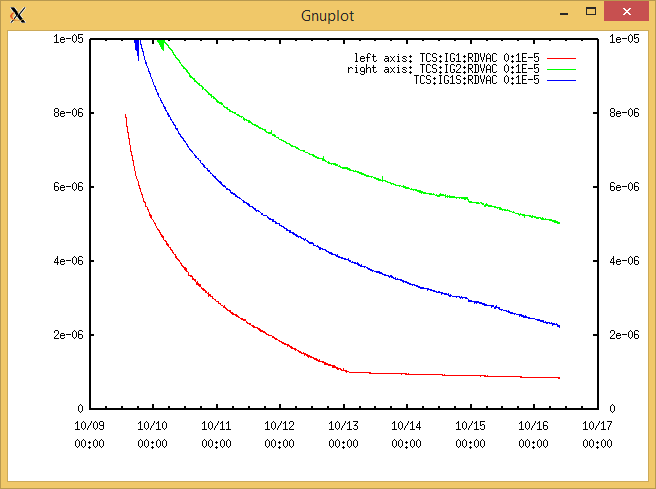 Gnuplot
1e-05 1e-05
left axis: TCS:IG1:RDVAC 0:1E-5
right axis: TCS:IG2:RDVAC 0:1E-5
TCS:IG1S:RDVAC 0:1E-5
8e-06 8e-06
6e-06 6e-06
4e-06 4e-06
2e-06 2e-06
0 0
10/09 10/10 10/11 10/12 10/13 10/14 10/15 10/16 10/17
00:00 00:00 00:00 00:00 00:00 00:00 00:00 00:00 00:00